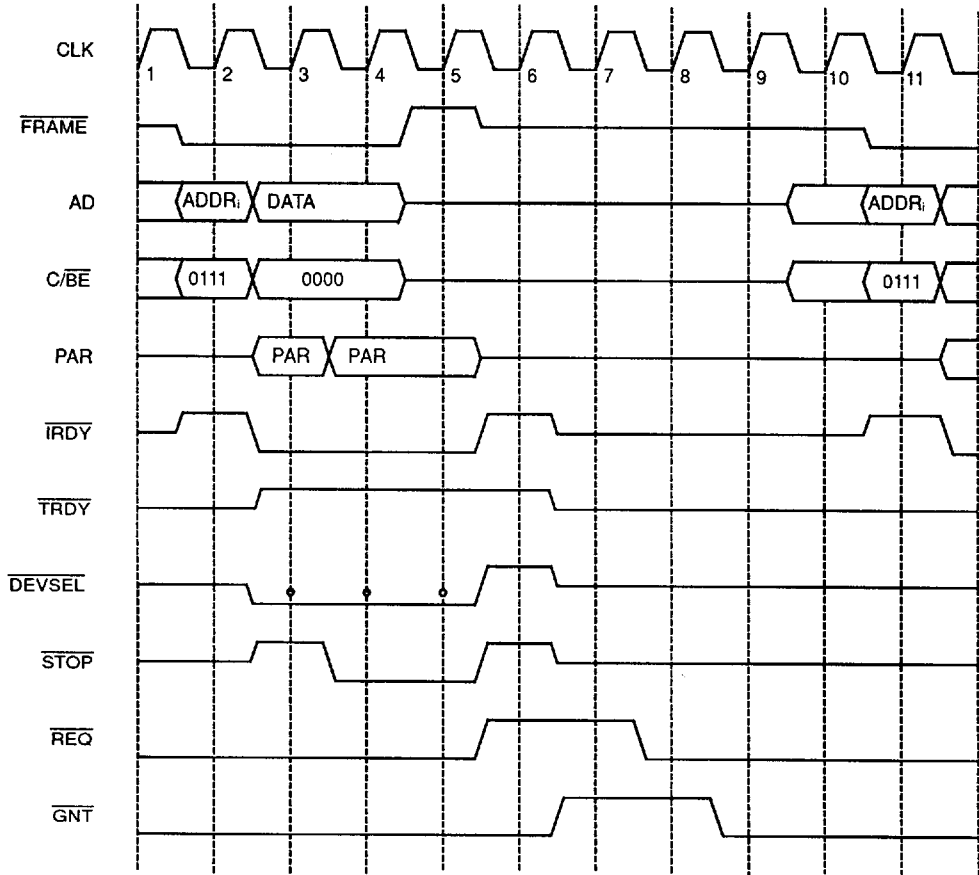 CLK
1 2 3 4 5 6 7 8 9 10 11
FRAME
AD ADDRi DATA ADDRi
C/BE 0111 0000 0111
PAR PAR PAR
IRDY
TRDY
DEVSEL
STOP
REQ
GNT